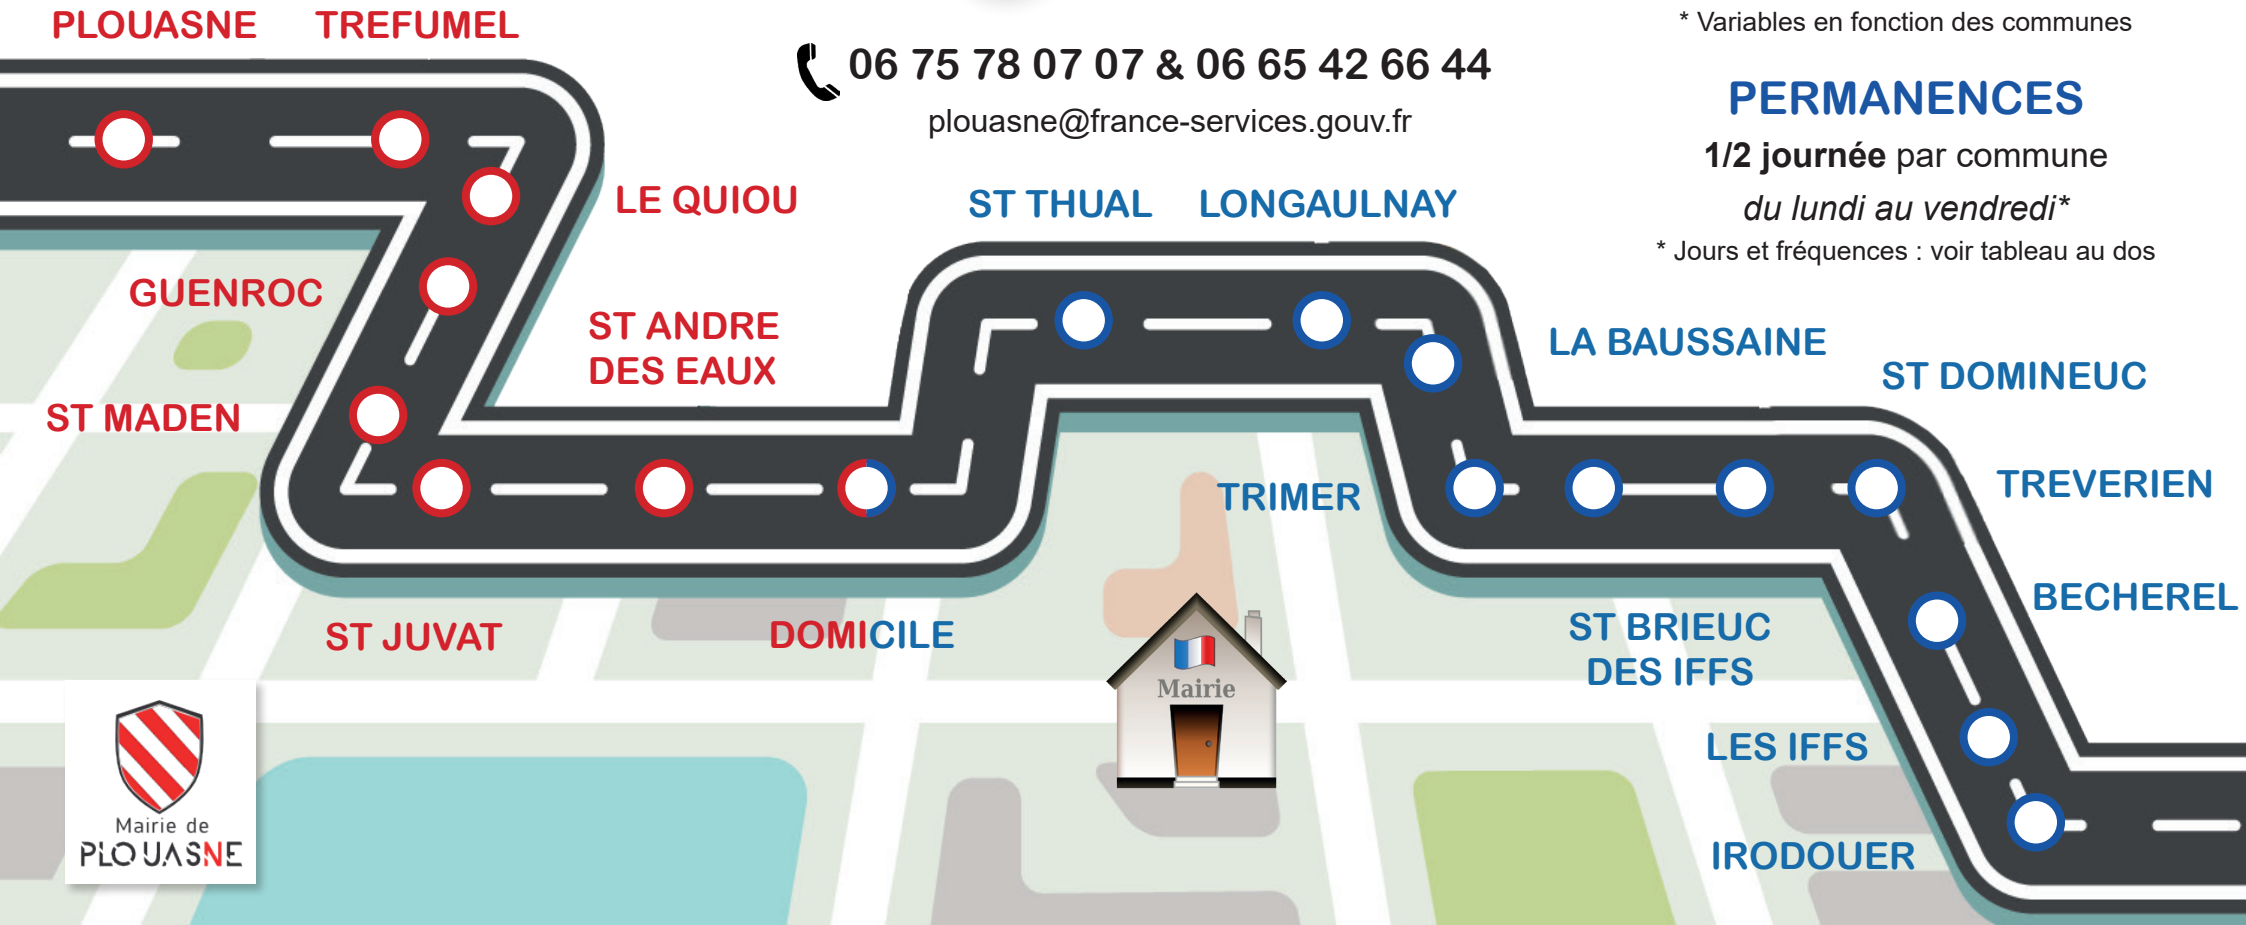 PLOUASNE
TREFUMEL
* Variables en fonction des communes
06 75 78 07 07 & 06 65 42 66 44
plouasne@france-services.gouv.fr
PERMANENCES
1/2 journée par commune
du lundi au vendredi*
* Jours et fréquences : voir tableau au dos
LE QUIOU
ST THUAL
LONGAULNAY
GUENROC
ST ANDRE
DES EAUX
LA BAUSSAINE
ST DOMINEUC
ST MADEN
TRIMER
TREVERIEN
BECHEREL
ST JUVAT
DOMICILE
ST BRIEUC
DES IFFS
Mairie
LES IFFS
IRODOUER
Mairie de
PLOUASNE